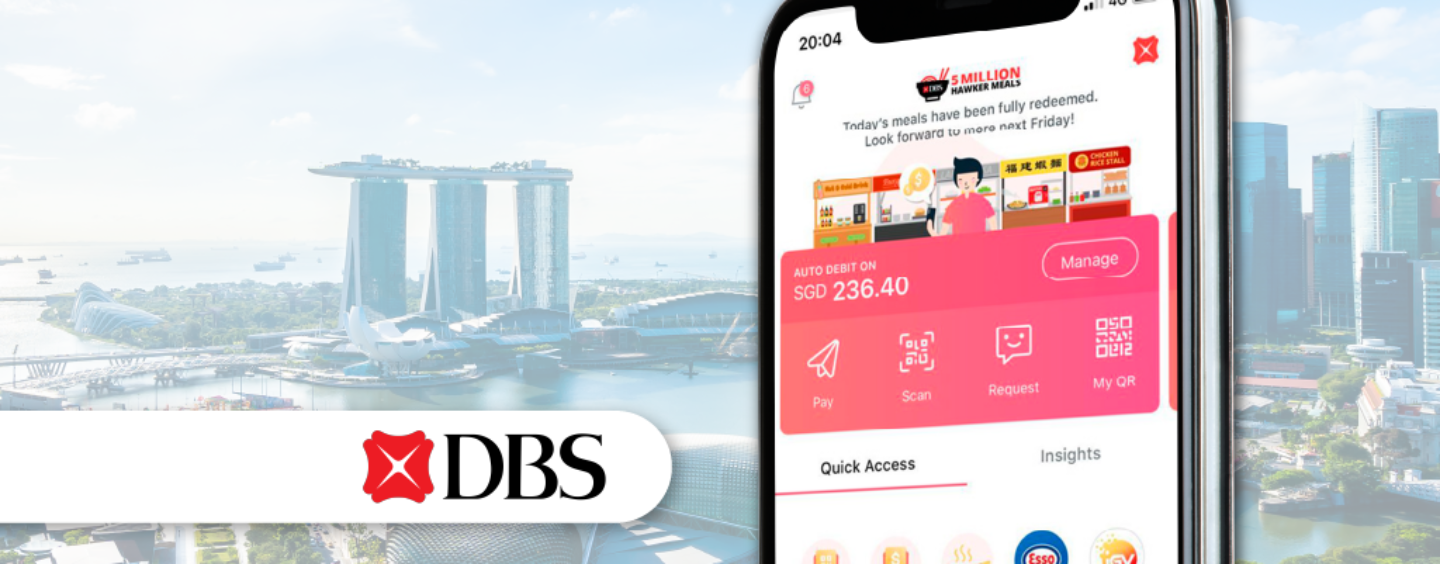 DBS
20:04
4G
6
DBS
5 MILLION
HAWKER MEALS
Today's meals have been fully redeemed.
Look forward to more next Friday!
福建蝦麵
CHICKEN
RICE STALL
AUTO DEBIT ON
SGD 236.40
Manage
Pay
Scan
Request
My QR
Quick Access
Insights
Esso